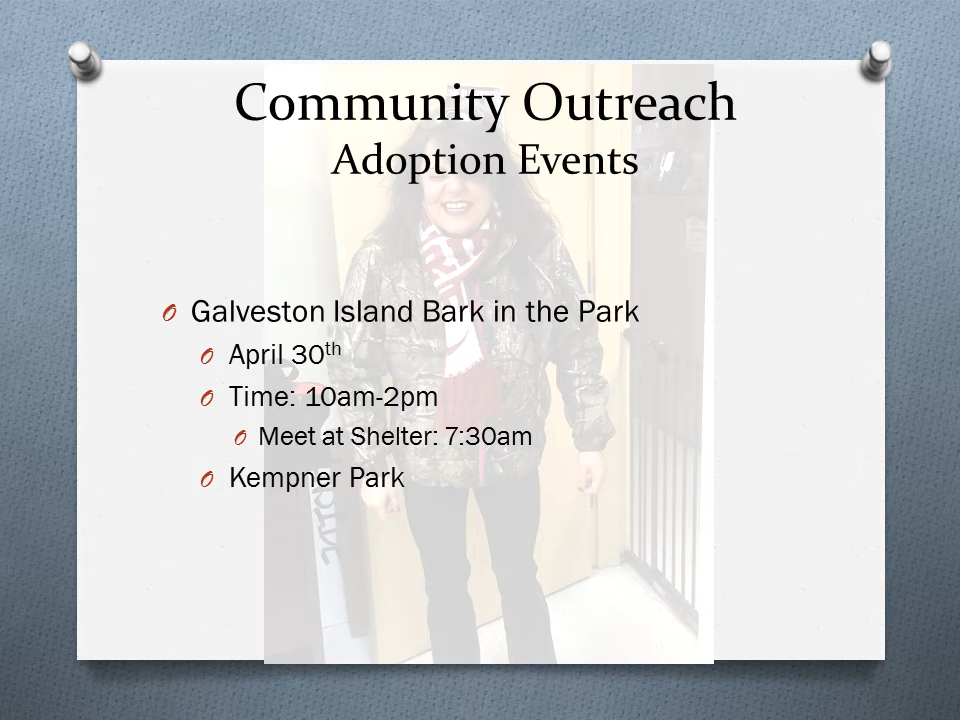 Community Outreach
Adoption Events
Galveston Island Bark in the Park
April 30th
Time: 10am-2pm
Meet at Shelter: 7:30am
Kempner Park